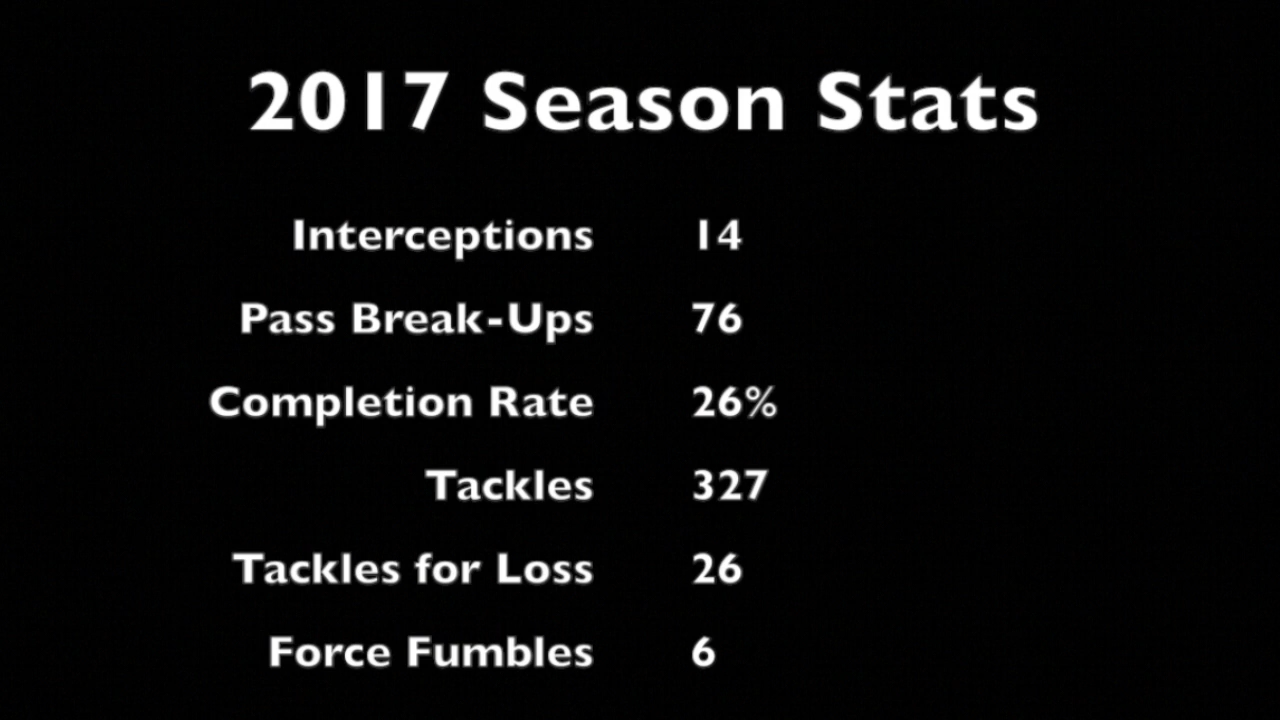 2017 Season Stats
Interceptions 14
Pass Break-Ups 76
Completion Rate 26%
Tackles 327
Tackles for Loss 26
Force Fumbles 6